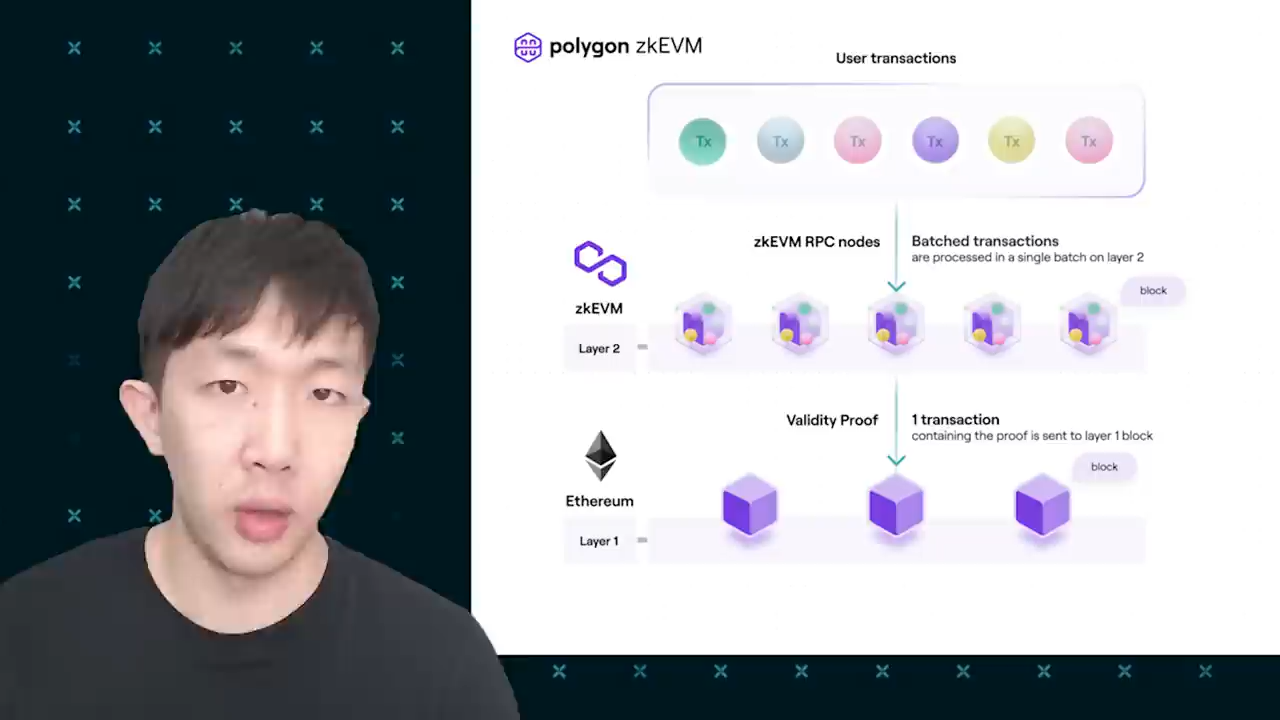 polygon zkEVM
User transactions
Tx Tx Tx Tx Tx Tx
zkEVM RPC nodes
Batched transactions
are processed in a single batch on layer 2
block
zkEVM
Layer 2
Validity Proof
1 transaction
containing the proof is sent to layer 1 block
block
Ethereum
Layer 1